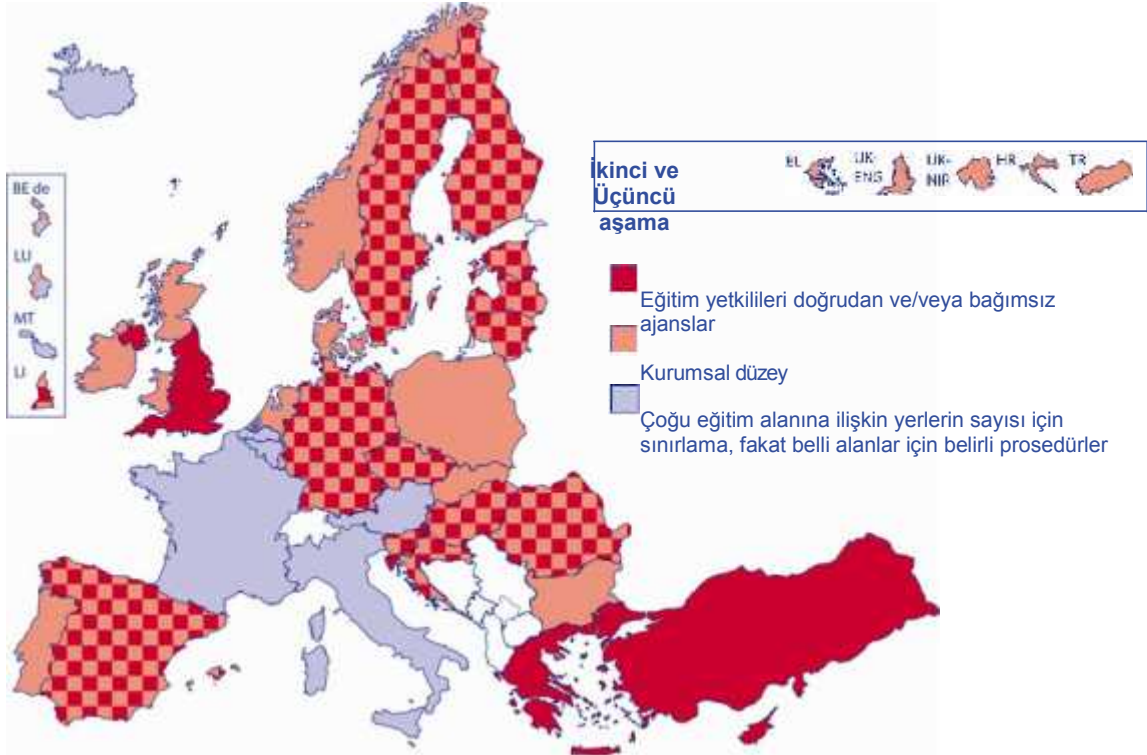 BE de
LU
MT
LI
İkinci ve
Üçüncü
aşama
EL
UK-
ENG
UK-
NIR
HR
TR
Eğitim yetkilileri doğrudan ve/veya bağımsız
ajanslar
Kurumsal düzey
Çoğu eğitim alanına ilişkin yerlerin sayısı için
sınırlama, fakat belli alanlar için belirli prosedürler